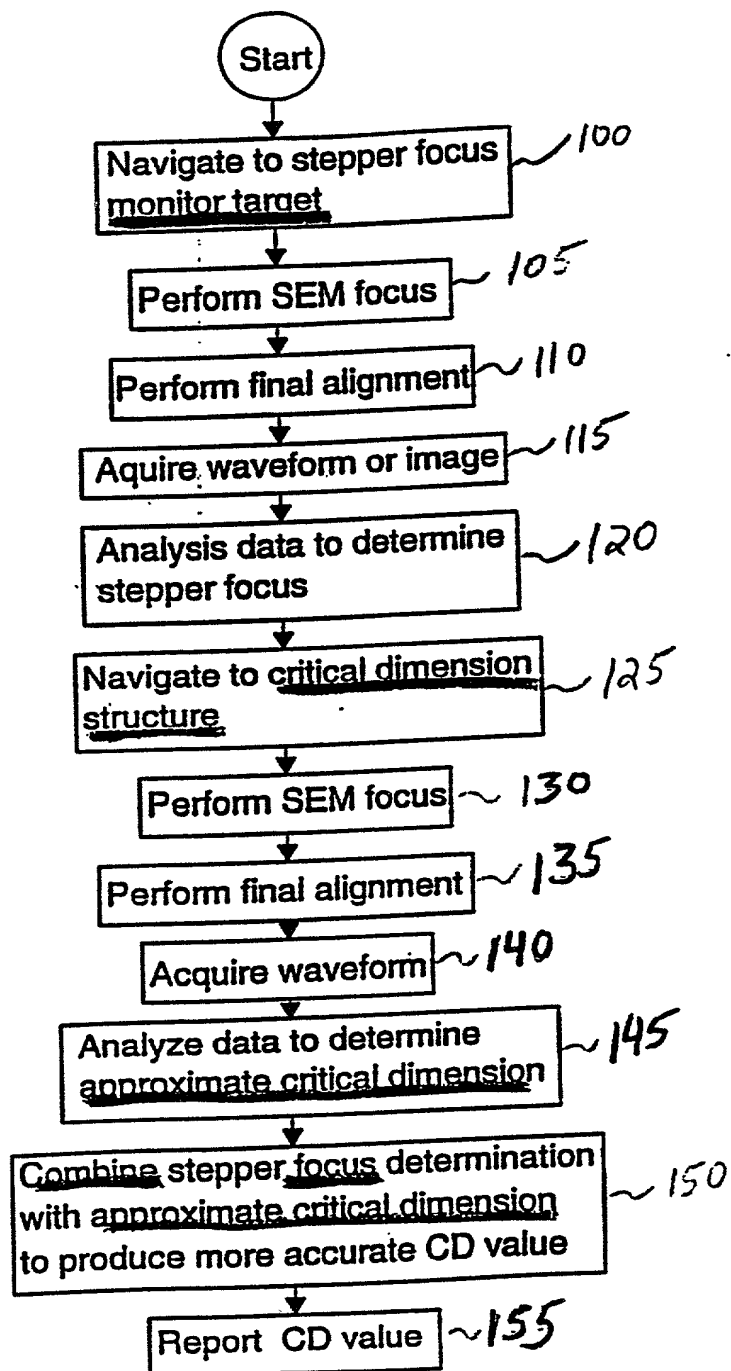 Start
Navigate to stepper focus
monitor target
100
Perform SEM focus
105
Perform final alignment
110
Aquire waveform or image
115
Analysis data to determine
stepper focus
120
Navigate to critical dimension
structure
125
Perform SEM focus
130
Perform final alignment
135
Acquire waveform
140
Analyze data to determine
approximate critical dimension
145
Combine stepper focus determination
with approximate critical dimension
to produce more accurate CD value
150
Report CD value
155